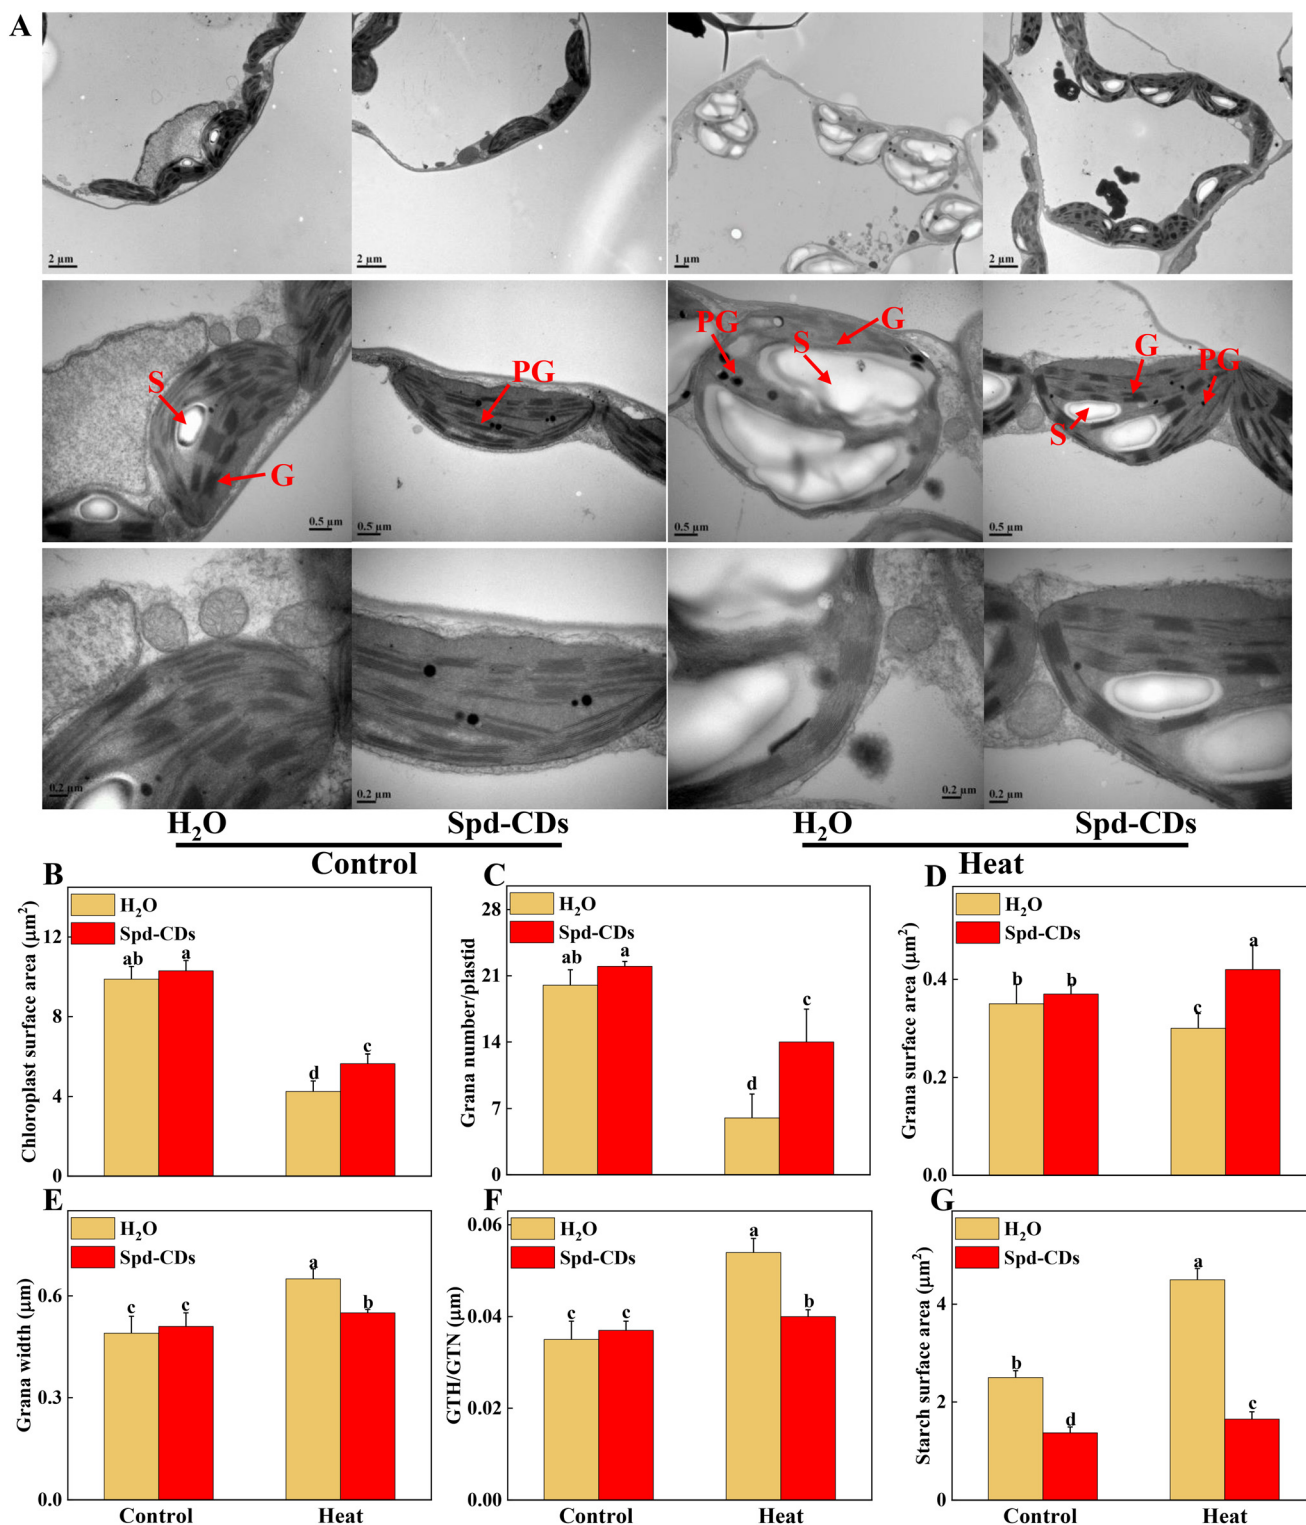 A
2 µm
2 µm
1 µm
2 µm
S
G
0.5 µm
PG
0.5 µm
PG
S
G
0.5 µm
G
PG
S
0.5 µm
0.2 µm
0.2 µm
0.2 µm
0.2 µm
H₂O Spd-CDs H₂O Spd-CDs
Control Heat
B
H₂O
Spd-CDs
Chloroplast surface area (µm²)
12
8
4
0
ab a d c
C
H₂O
Spd-CDs
Grana number/plastid
28
21
14
7
0
ab a d c
D
H₂O
Spd-CDs
Grana surface area (µm²)
0.4
0.2
0.0
b b c a
E
H₂O
Spd-CDs
Grana width (µm)
0.6
0.3
0.0
c c a b
Control Heat
F
H₂O
Spd-CDs
GTH/GTN (µm)
0.06
0.04
0.02
0.00
c c a b
Control Heat
G
H₂O
Spd-CDs
Starch surface area (µm²)
4
2
0
b d a c
Control Heat